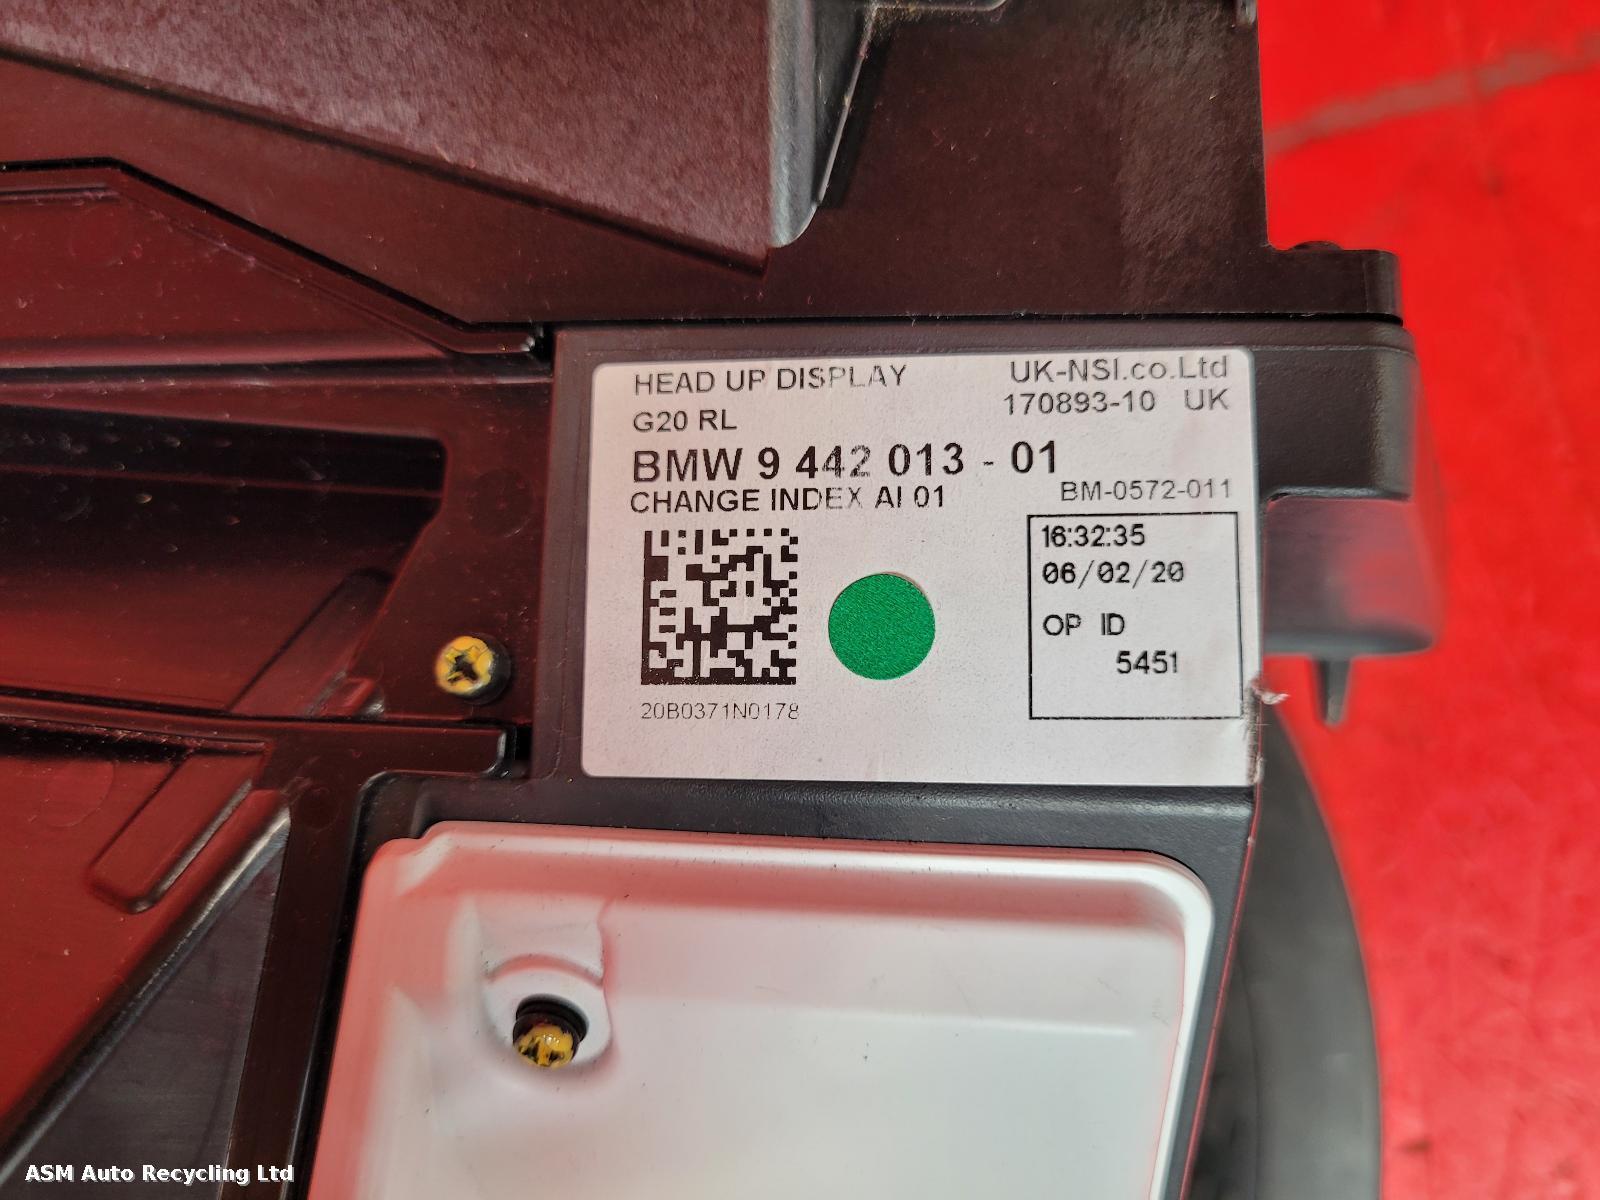 HEAD UP DISPLAY
UK-NSI.co.Ltd
G20 RL
170893-10 UK
BMW 9 442 013 - 01
CHANGE INDEX AI 01
BM-0572-011
16:32:35
06/02/20
OP ID
5451
20B0371N0178
ASM Auto Recycling Ltd